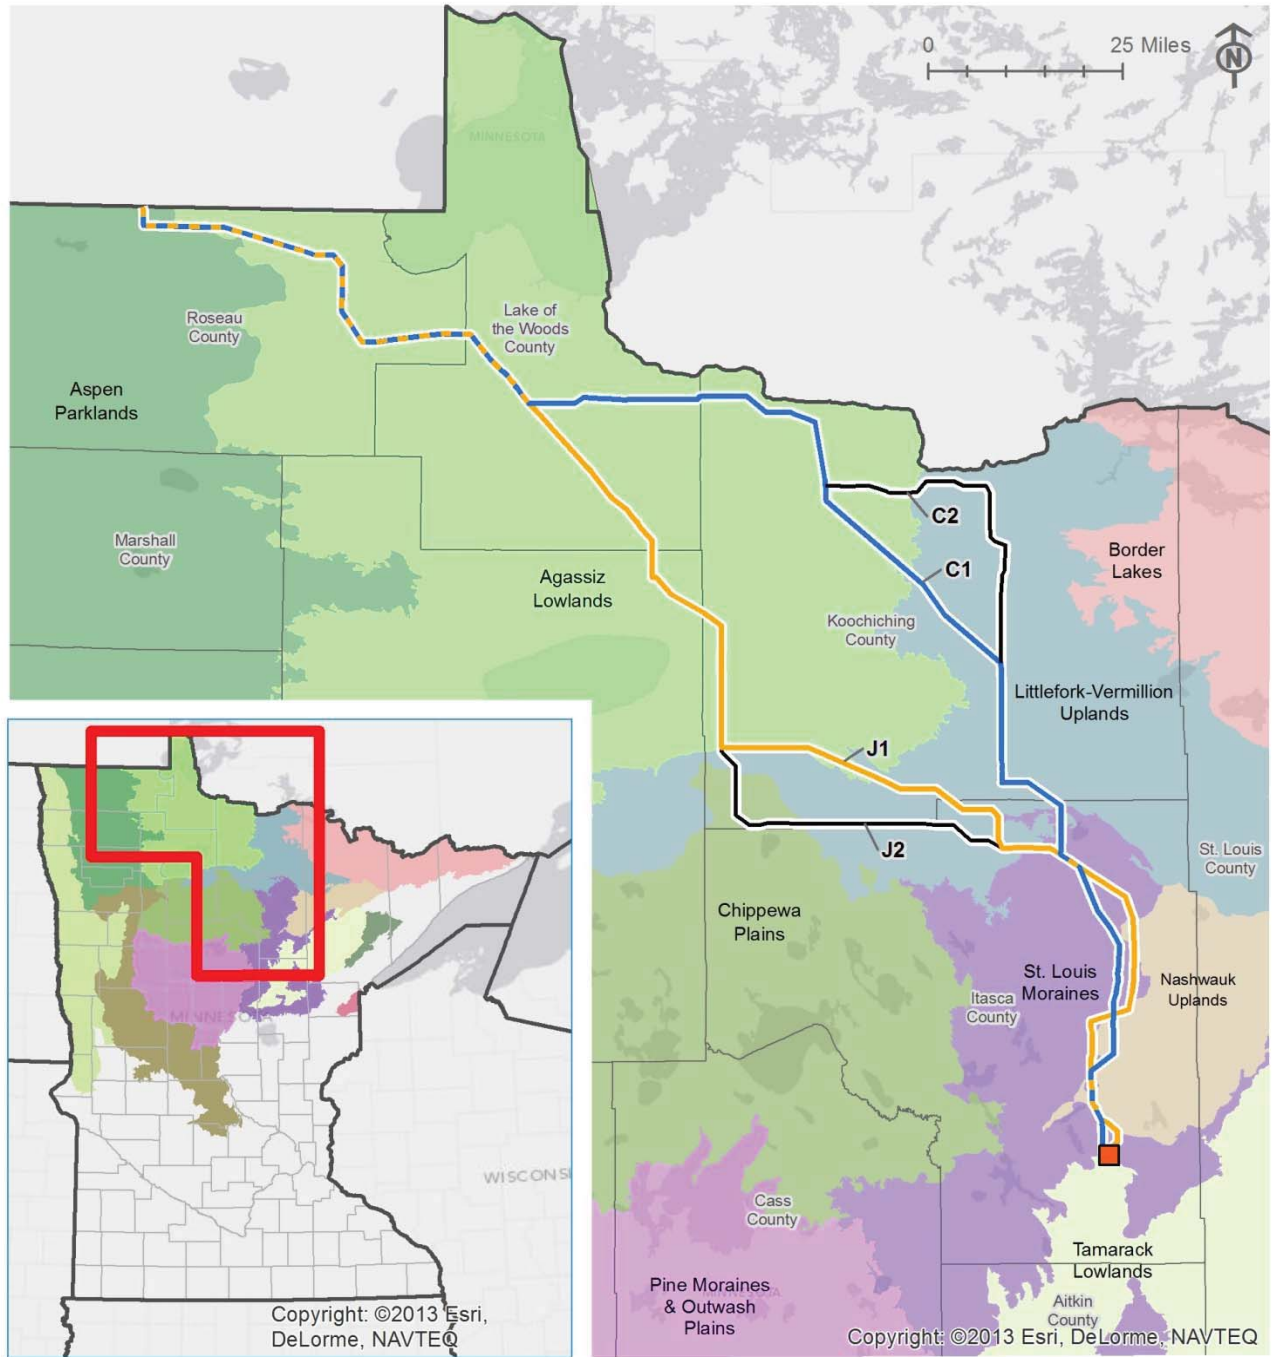 0 25 Miles
N
MINNESOTA
Lake of
the Woods
County
Roseau
County
Aspen
Parklands
C2
Marshall
County
C1
Border
Lakes
Agassiz
Lowlands
Koochiching
County
Littlefork-Vermillion
Uplands
J1
J2
St. Louis
County
Chippewa
Plains
St. Louis
Moraines
Nashwauk
Uplands
Itasca
County
MINNESOTA
WISCONS
Cass
County
Tamarack
Lowlands
Pine Moraines
& Outwash
Plains
MINNESOTA
Aitkin
County
Copyright: ©2013 Esri,
DeLorme, NAVTEQ
Copyright: ©2013 Esri, DeLorme, NAVTEQ